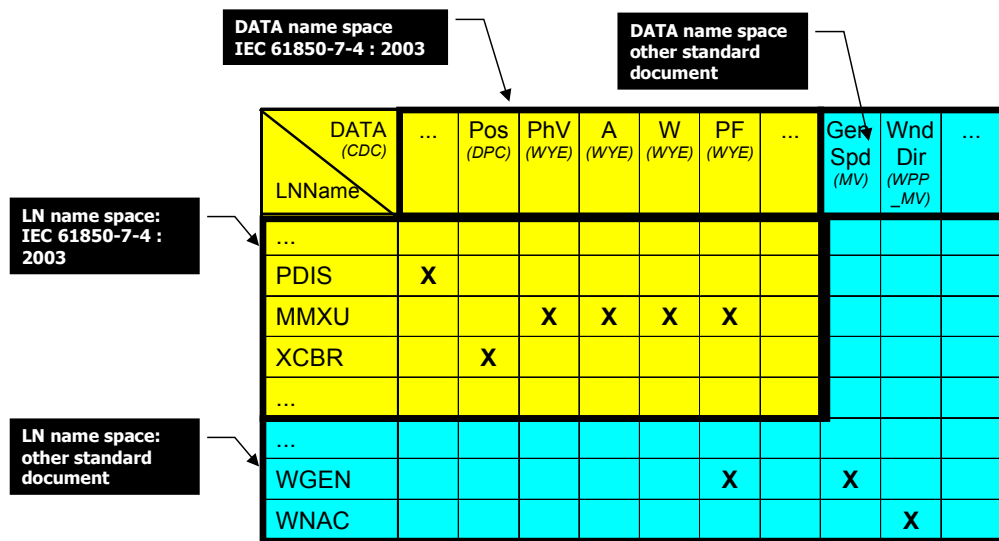 DATA name space
IEC 61850-7-4 : 2003
DATA name space
other standard
document
DATA
(CDC)
LNName
...
Pos
(DPC)
PhV
(WYE)
A
(WYE)
W
(WYE)
PF
(WYE)
...
Gen
Spd
(MV)
Wnd
Dir
(WPP
_MV)
...
LN name space:
IEC 61850-7-4 :
2003
...
PDIS X
MMXU X X X X
XCBR X
...
LN name space:
other standard
document
...
WGEN X X
WNAC X